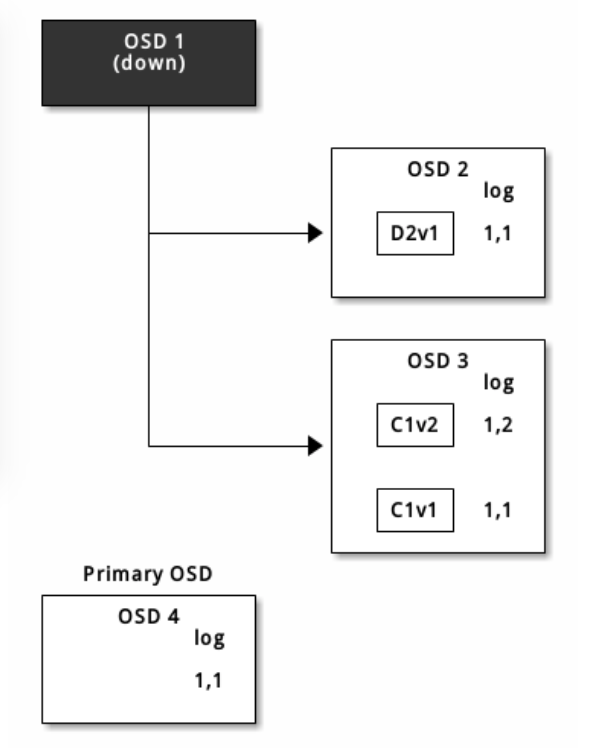 OSD 1
(down)
OSD 2
log
D2v1 1,1
OSD 3
log
C1v2 1,2
C1v1 1,1
Primary OSD
OSD 4
log
1,1